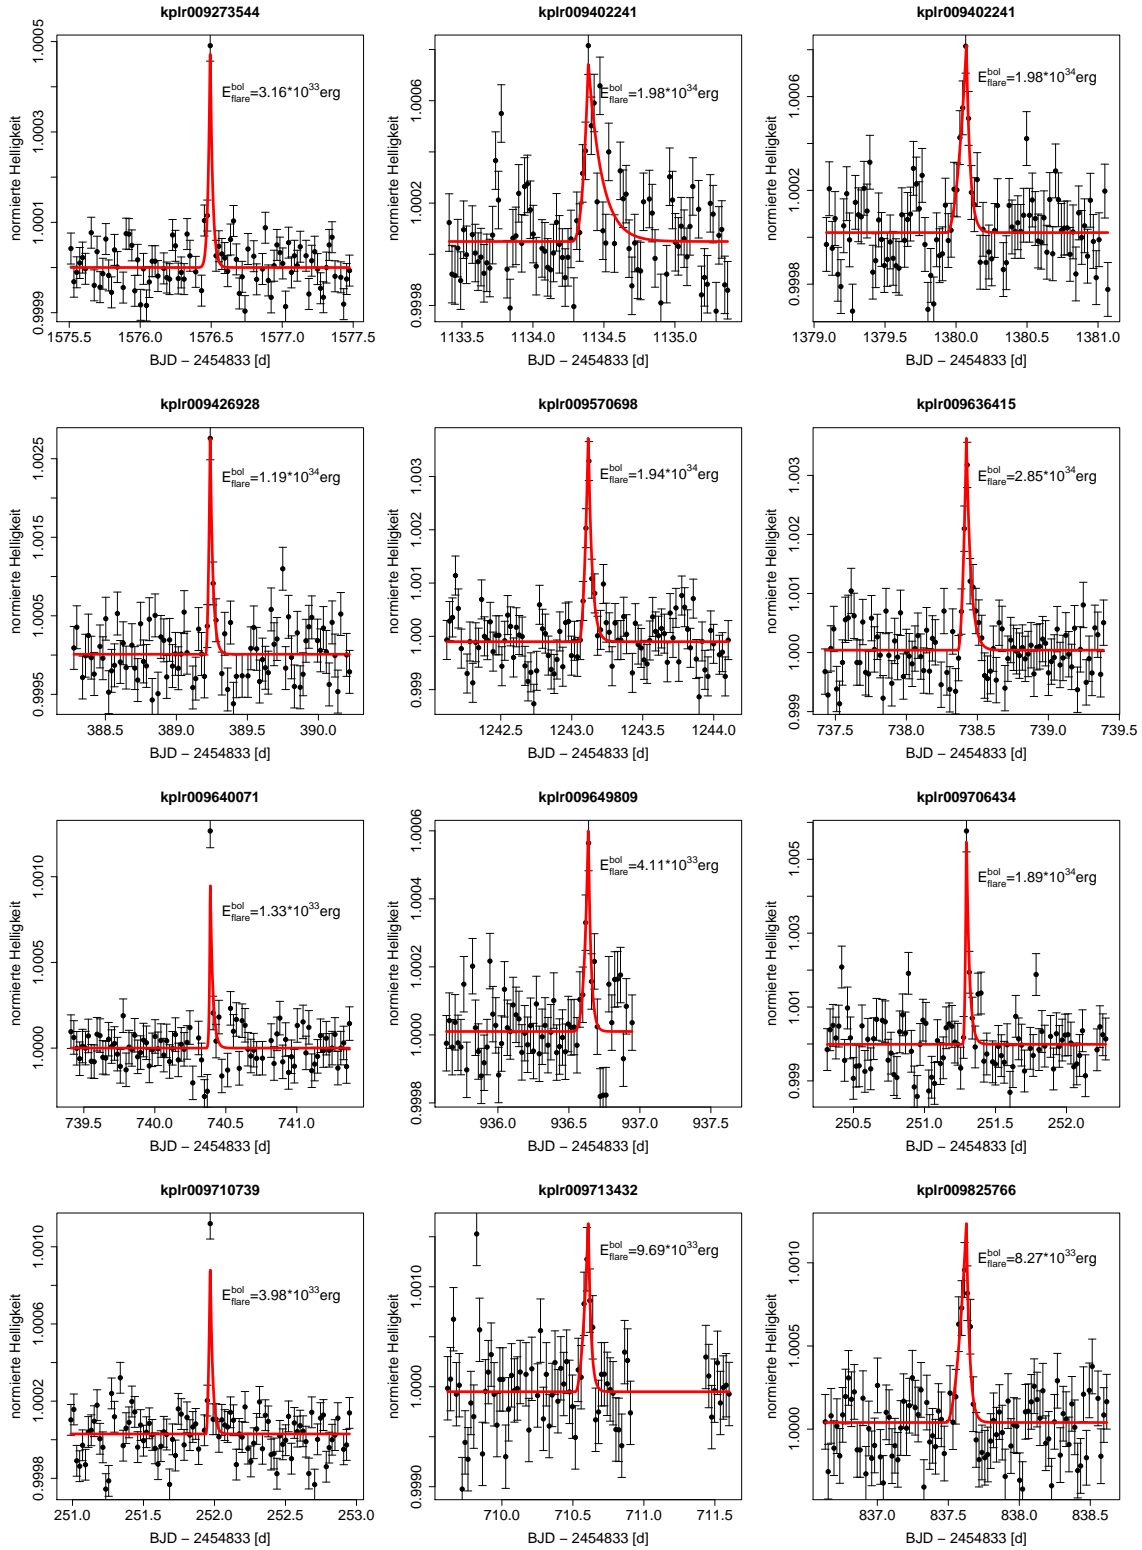 kplr009273544
normierte Helligkeit
0.9999 1.0001 1.0003 1.0005
E_flare^bol=3.16*10^33erg
1575.5 1576.0 1576.5 1577.0 1577.5
BJD − 2454833 [d]
kplr009402241
normierte Helligkeit
0.9998 1.0002 1.0006
E_flare^bol=1.98*10^34erg
1133.5 1134.0 1134.5 1135.0
BJD − 2454833 [d]
kplr009402241
normierte Helligkeit
0.9998 1.0002 1.0006
E_flare^bol=1.98*10^34erg
1379.0 1379.5 1380.0 1380.5 1381.0
BJD − 2454833 [d]
kplr009426928
normierte Helligkeit
0.9995 1.0005 1.0015 1.0025
E_flare^bol=1.19*10^34erg
388.5 389.0 389.5 390.0
BJD − 2454833 [d]
kplr009570698
normierte Helligkeit
0.999 1.000 1.001 1.002 1.003
E_flare^bol=1.94*10^34erg
1242.5 1243.0 1243.5 1244.0
BJD − 2454833 [d]
kplr009636415
normierte Helligkeit
0.999 1.000 1.001 1.002 1.003
E_flare^bol=2.85*10^34erg
737.5 738.0 738.5 739.0 739.5
BJD − 2454833 [d]
kplr009640071
normierte Helligkeit
1.0000 1.0005 1.0010
E_flare^bol=1.33*10^33erg
739.5 740.0 740.5 741.0
BJD − 2454833 [d]
kplr009649809
normierte Helligkeit
0.9998 1.0000 1.0002 1.0004 1.0006
E_flare^bol=4.11*10^33erg
936.0 936.5 937.0 937.5
BJD − 2454833 [d]
kplr009706434
normierte Helligkeit
0.999 1.001 1.003 1.005
E_flare^bol=1.89*10^34erg
250.5 251.0 251.5 252.0
BJD − 2454833 [d]
kplr009710739
normierte Helligkeit
0.9998 1.0002 1.0006 1.0010
E_flare^bol=3.98*10^33erg
251.0 251.5 252.0 252.5 253.0
BJD − 2454833 [d]
kplr009713432
normierte Helligkeit
0.9990 1.0000 1.0010
E_flare^bol=9.69*10^33erg
710.0 710.5 711.0 711.5
BJD − 2454833 [d]
kplr009825766
normierte Helligkeit
1.0000 1.0005 1.0010
E_flare^bol=8.27*10^33erg
837.0 837.5 838.0 838.5
BJD − 2454833 [d]